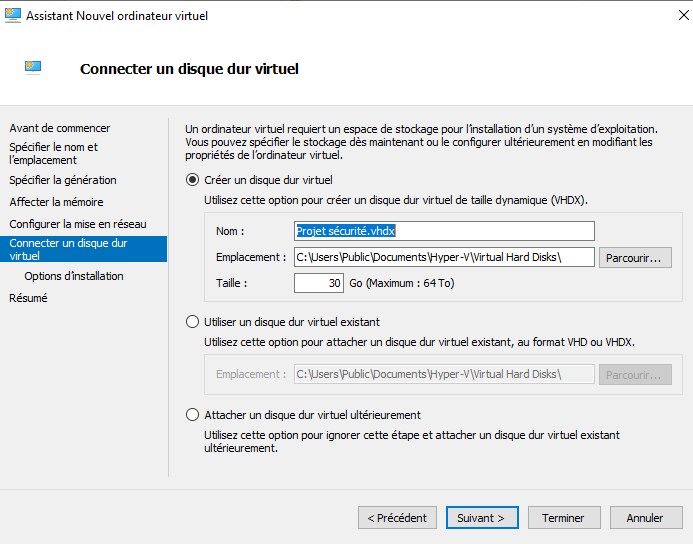 Assistant Nouvel ordinateur virtuel
Connecter un disque dur virtuel
Avant de commencer
Spécifier le nom et
l'emplacement
Spécifier la génération
Affecter la mémoire
Configurer la mise en réseau
Connecter un disque dur
virtuel
Options d'installation
Résumé
Un ordinateur virtuel requiert un espace de stockage pour l'installation d'un système d'exploitation.
Vous pouvez spécifier le stockage dès maintenant ou le configurer ultérieurement en modifiant les
propriétés de l'ordinateur virtuel.
Créer un disque dur virtuel
Utilisez cette option pour créer un disque dur virtuel de taille dynamique (VHDX).
Nom : Projet sécurité.vhdx
Emplacement : C:\Users\Public\Documents\Hyper-V\Virtual Hard Disks\ Parcourir...
Taille : 30 Go (Maximum : 64 To)
Utiliser un disque dur virtuel existant
Utilisez cette option pour attacher un disque dur virtuel existant, au format VHD ou VHDX.
Emplacement : C:\Users\Public\Documents\Hyper-V\Virtual Hard Disks\ Parcourir...
Attacher un disque dur virtuel ultérieurement
Utilisez cette option pour ignorer cette étape et attacher un disque dur virtuel existant
ultérieurement.
< Précédent Suivant > Terminer Annuler